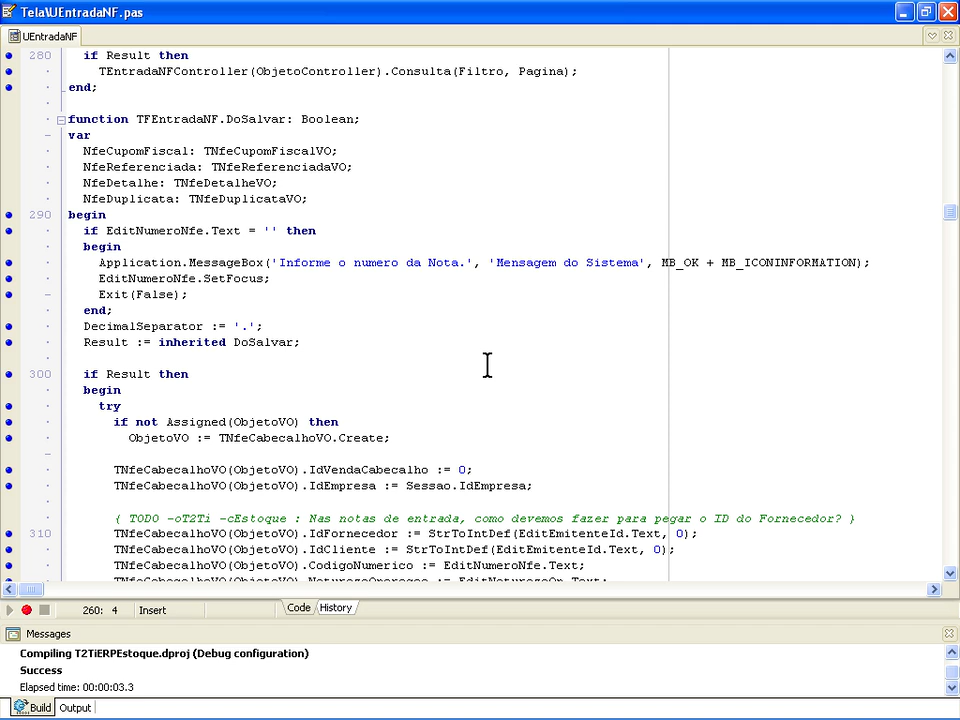 Tela\UEntradaNF.pas
UEntradaNF
280 if Result then
TEntradaNFController(ObjetoController).Consulta(Filtro, Pagina);
end;
function TFEntradaNF.DoSalvar: Boolean;
var
NfeCupomFiscal: TNfeCupomFiscalVO;
NfeReferenciada: TNfeReferenciadaVO;
NfeDetalhe: TNfeDetalheVO;
NfeDuplicata: TNfeDuplicataVO;
290 begin
if EditNumeroNfe.Text = '' then
begin
Application.MessageBox('Informe o numero da Nota.', 'Mensagem do Sistema', MB_OK + MB_ICONINFORMATION);
EditNumeroNfe.SetFocus;
Exit(False);
end;
DecimalSeparator := '.';
Result := inherited DoSalvar;
300 if Result then
begin
try
if not Assigned(ObjetoVO) then
ObjetoVO := TNfeCabecalhoVO.Create;
TNfeCabecalhoVO(ObjetoVO).IdVendaCabecalho := 0;
TNfeCabecalhoVO(ObjetoVO).IdEmpresa := Sessao.IdEmpresa;
{ TODO -oT2Ti -cEstoque : Nas notas de entrada, como devemos fazer para pegar o ID do Fornecedor? }
310 TNfeCabecalhoVO(ObjetoVO).IdFornecedor := StrToIntDef(EditEmitenteId.Text, 0);
TNfeCabecalhoVO(ObjetoVO).IdCliente := StrToIntDef(EditEmitenteId.Text, 0);
TNfeCabecalhoVO(ObjetoVO).CodigoNumerico := EditNumeroNfe.Text;
TNfeCabecalhoVO(ObjetoVO).NaturezaOperacao := EditNaturezaOp.Text;
260: 4 Insert Code History
Messages
Compiling T2TiERPEstoque.dproj (Debug configuration)
Success
Elapsed time: 00:00:03.3
Build Output